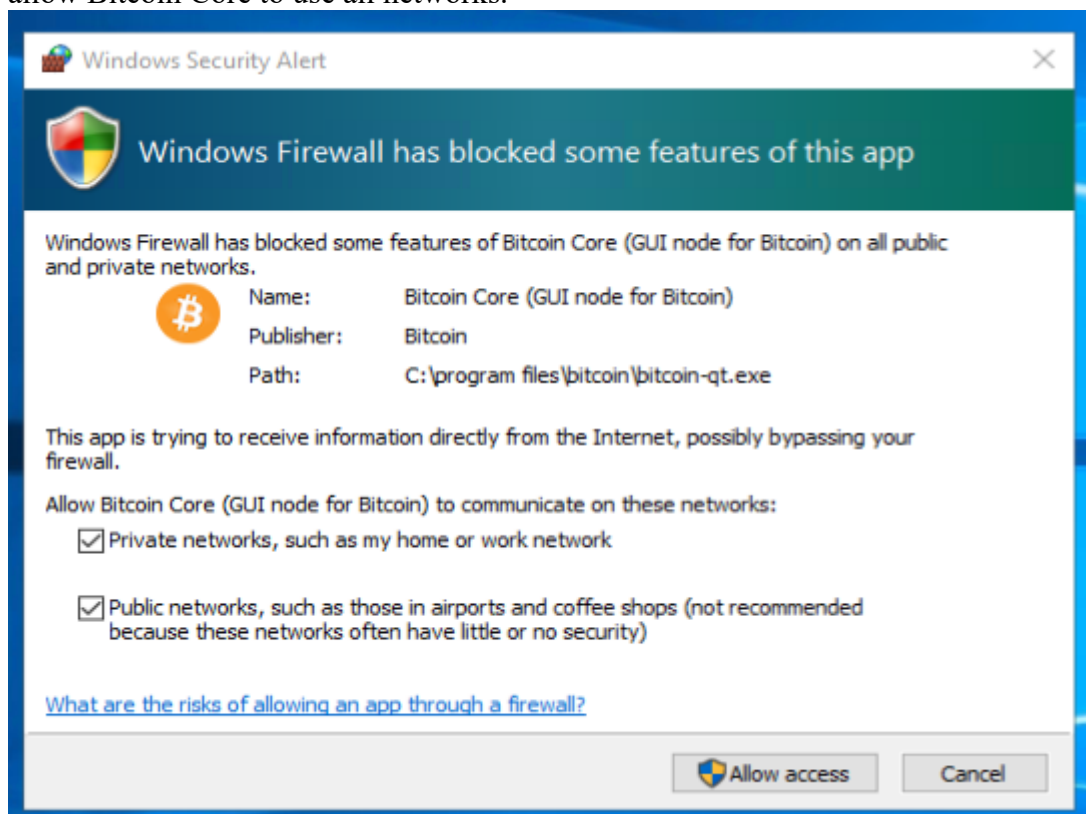 allow Bitcoin Core to use all networks.
Windows Security Alert
Windows Firewall has blocked some features of this app
Windows Firewall has blocked some features of Bitcoin Core (GUI node for Bitcoin) on all public
and private networks.
Name: Bitcoin Core (GUI node for Bitcoin)
Publisher: Bitcoin
Path: C:\program files\bitcoin\bitcoin-qt.exe
This app is trying to receive information directly from the Internet, possibly bypassing your
firewall.
Allow Bitcoin Core (GUI node for Bitcoin) to communicate on these networks:
Private networks, such as my home or work network
Public networks, such as those in airports and coffee shops (not recommended
because these networks often have little or no security)
What are the risks of allowing an app through a firewall?
Allow access Cancel